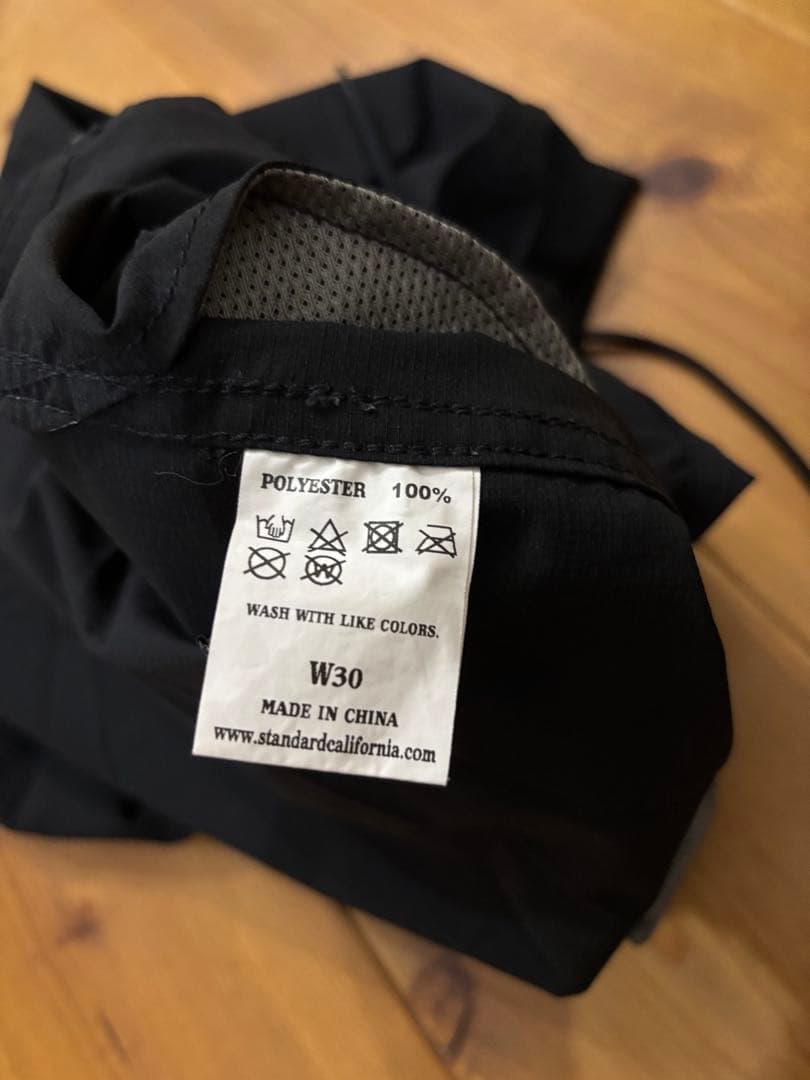 POLYESTER 100%
W
WASH WITH LIKE COLORS.
W30
MADE IN CHINA
www.standardcalifornia.com